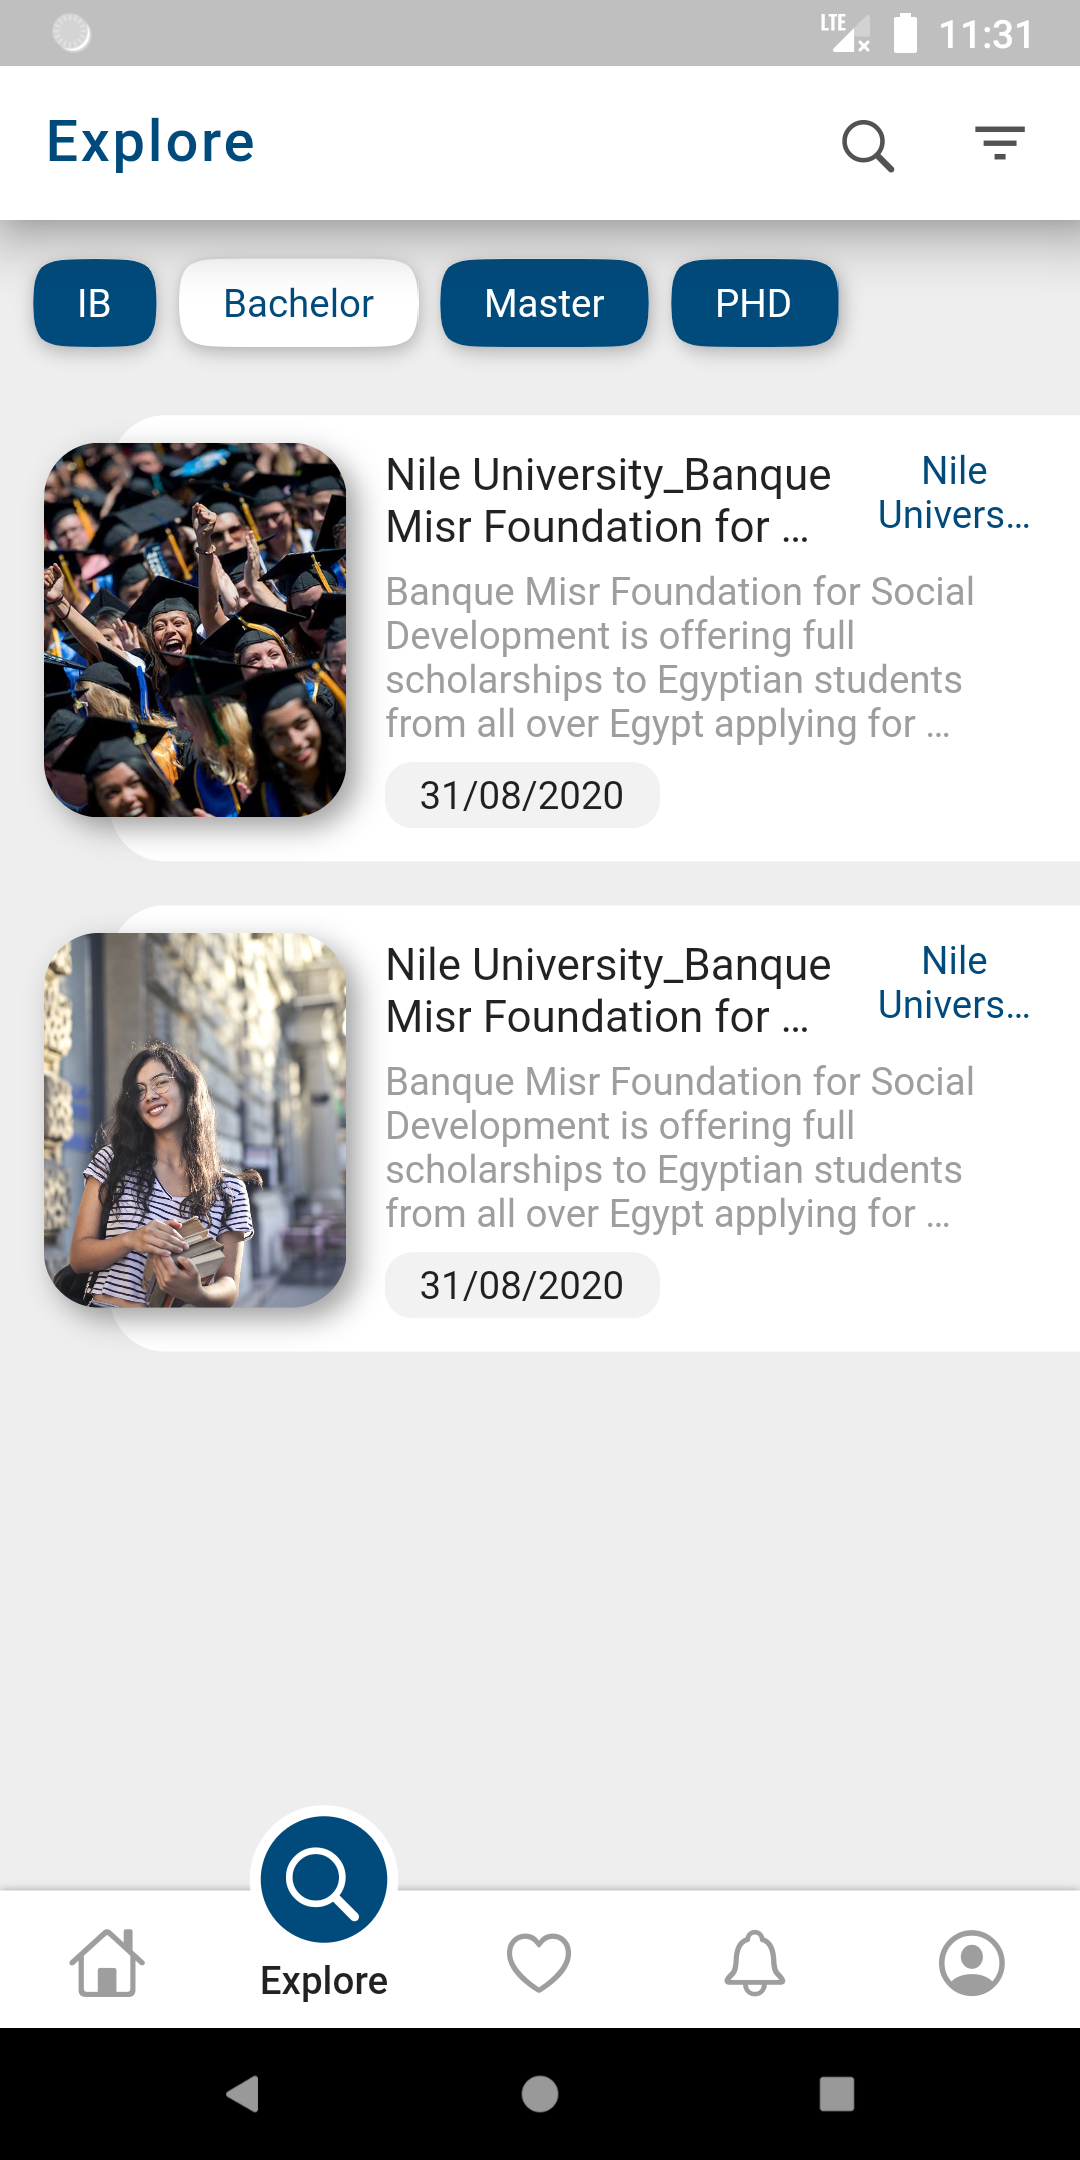 LTE 11:31
Explore
IB Bachelor Master PHD
Nile University_Banque
Misr Foundation for ...
Nile
Univers...
Banque Misr Foundation for Social
Development is offering full
scholarships to Egyptian students
from all over Egypt applying for ...
31/08/2020
Nile University_Banque
Misr Foundation for ...
Nile
Univers...
Banque Misr Foundation for Social
Development is offering full
scholarships to Egyptian students
from all over Egypt applying for ...
31/08/2020
Explore